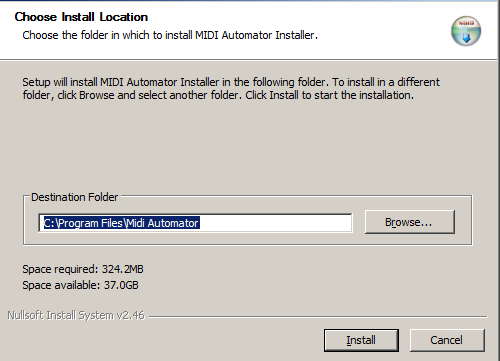 Choose Install Location
Choose the folder in which to install MIDI Automator Installer.
Setup will install MIDI Automator Installer in the following folder. To install in a different
folder, click Browse and select another folder. Click Install to start the installation.
Destination Folder
C:\Program Files\Midi Automator
Browse...
Space required: 324.2MB
Space available: 37.0GB
Nullsoft Install System v2.46
Install
Cancel